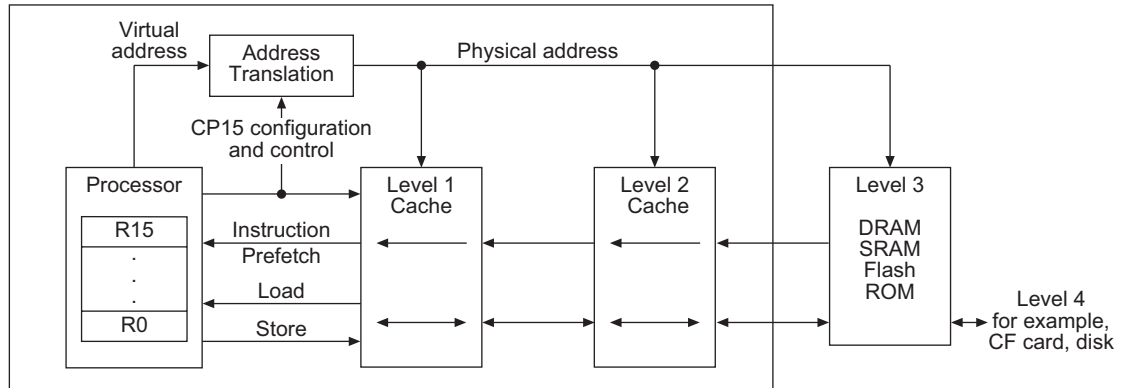 Virtual
address
Address
Translation
Physical address
CP15 configuration
and control
Processor
R15
.
.
.
R0
Instruction
Prefetch
Load
Store
Level 1
Cache
Level 2
Cache
Level 3
DRAM
SRAM
Flash
ROM
Level 4
for example,
CF card, disk